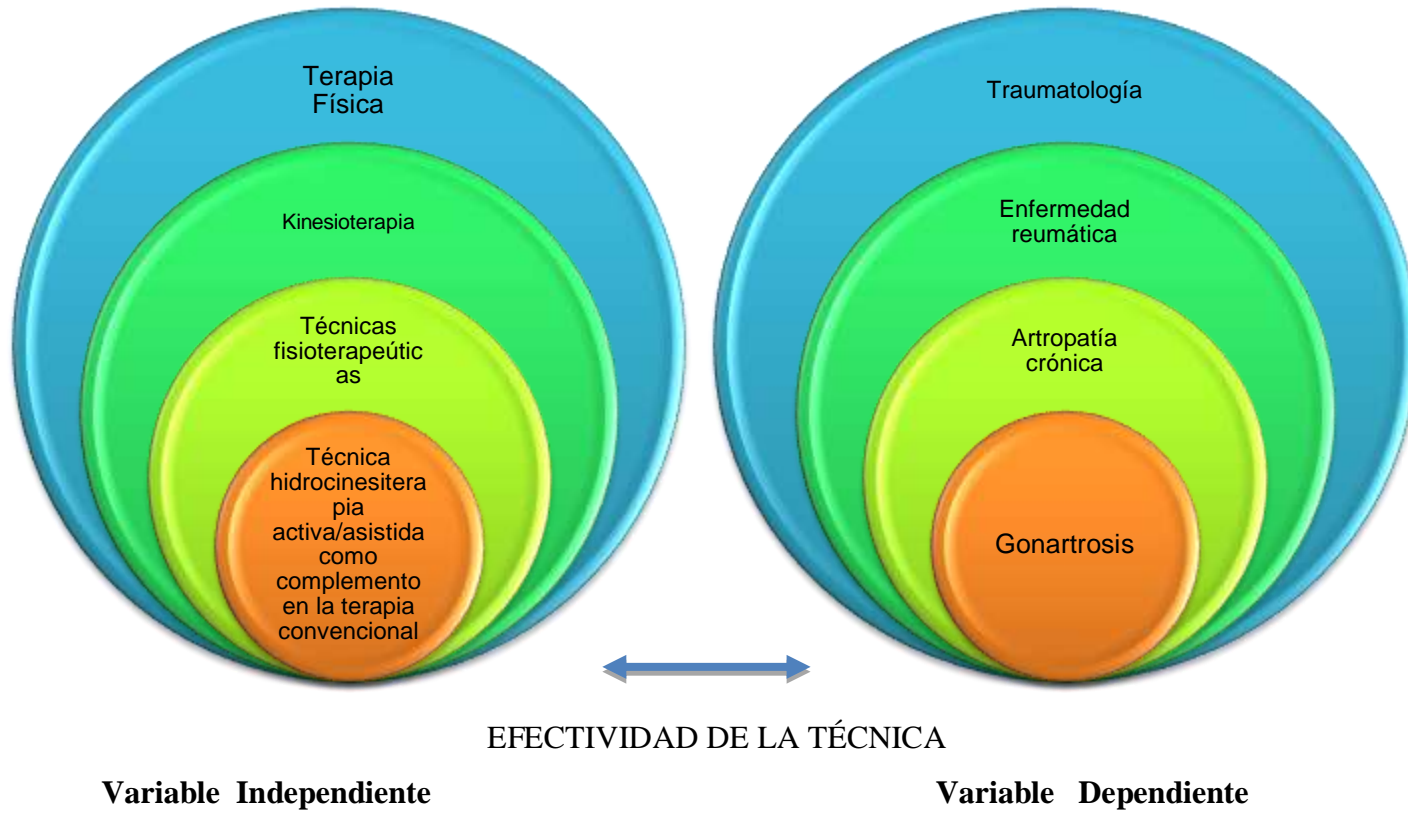 Terapia
Física
Kinesioterapia
Técnicas
fisioterapeútic
as
Técnica
hidrocinesitera
pia
activa/asistida
como
complemento
en la terapia
convencional
Traumatología
Enfermedad
reumática
Artropatía
crónica
Gonartrosis
EFECTIVIDAD DE LA TÉCNICA
Variable Independiente
Variable Dependiente